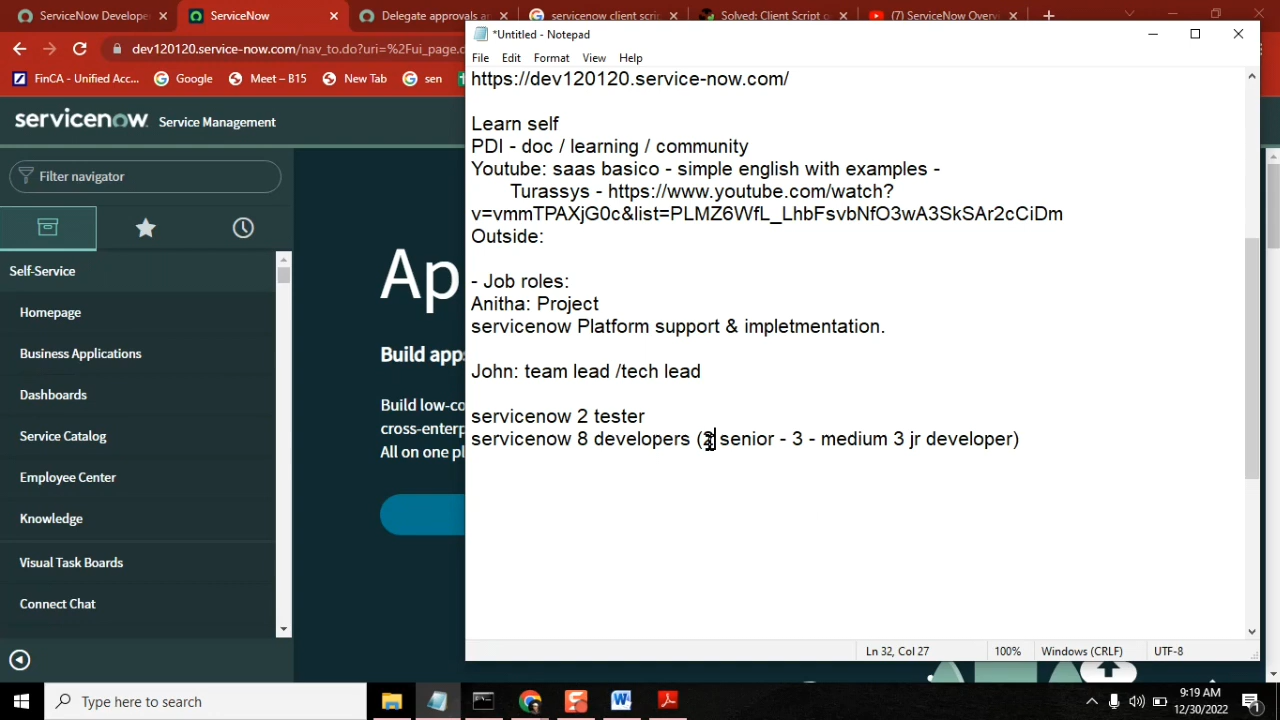 ServiceNow Developer
ServiceNow
Delegate approvals a
servicenow client scri
Solved: Client Script o
(7) ServiceNow Overv
*Untitled - Notepad
dev120120.service-now.com/nav_to.do?uri=%2Fui_page.c
File Edit Format View Help
FinCA - Unified Acc...
Google
Meet – B15
New Tab
sen
https://dev120120.service-now.com/
servicenow. Service Management
Learn self
PDI - doc / learning / community
Youtube: saas basico - simple english with examples -
Turassys - https://www.youtube.com/watch?
v=vmmTPAXjG0c&list=PLMZ6WfL_LhbFsvbNfO3wA3SkSAr2cCiDm
Outside:
- Job roles:
Anitha: Project
servicenow Platform support & impletmentation.
John: team lead /tech lead
servicenow 2 tester
servicenow 8 developers (2 senior - 3 - medium 3 jr developer)
Filter navigator
Self-Service
Homepage
Business Applications
Dashboards
Service Catalog
Employee Center
Knowledge
Visual Task Boards
Connect Chat
Ap
Build apps
Build low-co
cross-enterp
All on one pl
Ln 32, Col 27
100%
Windows (CRLF)
UTF-8
Type here to search
9:19 AM
12/30/2022